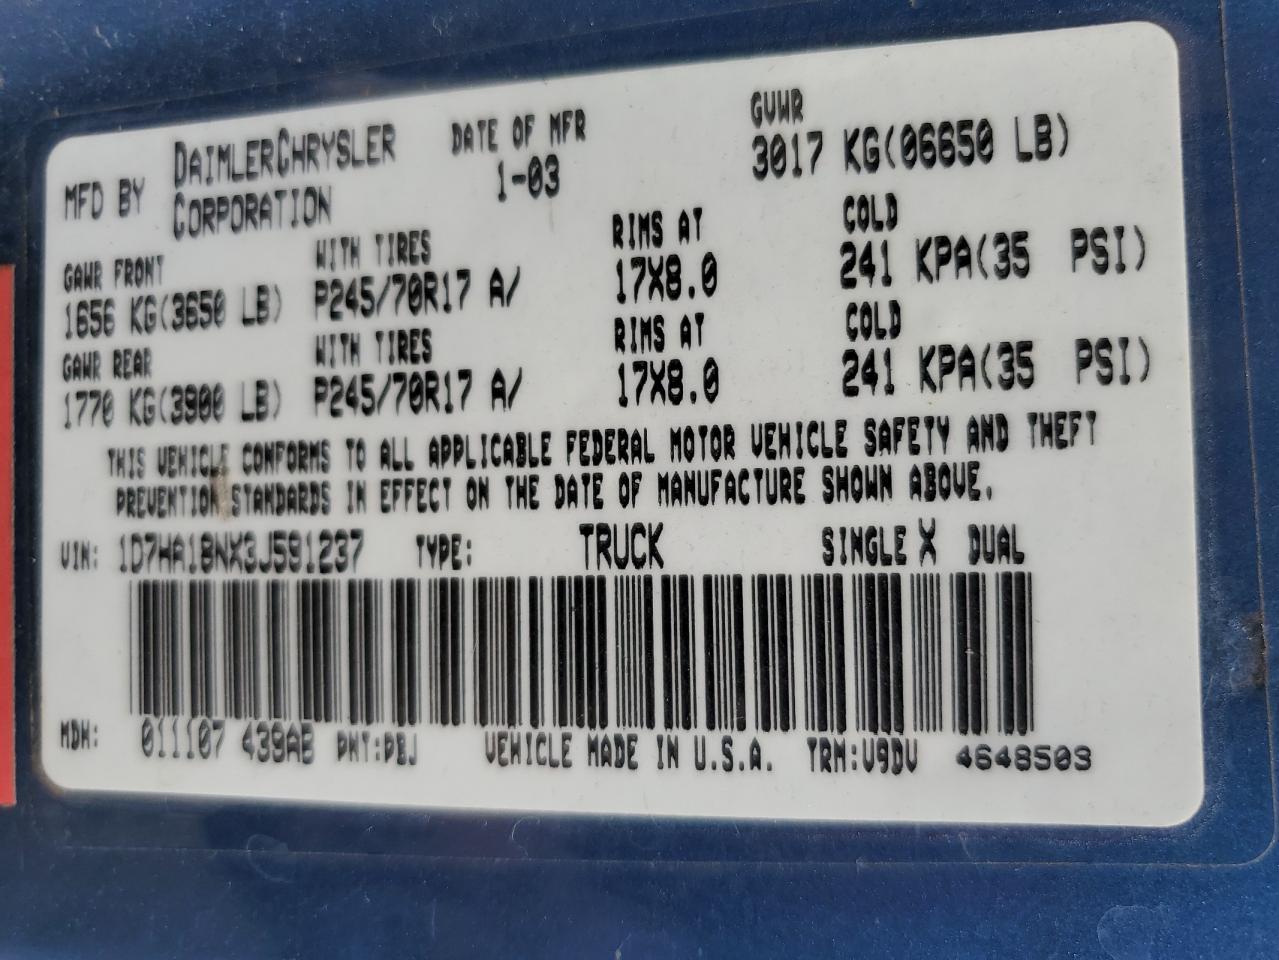 MFD BY DAIMLERCHRYSLER CORPORATION DATE OF MFR 1-03 GVWR 3017 KG(06650 LB)
GAWR FRONT WITH TIRES RIMS AT COLD
1656 KG(3650 LB) P245/70R17 A/ 17X8.0 241 KPA(35 PSI)
GAWR REAR WITH TIRES RIMS AT COLD
1770 KG(3900 LB) P245/70R17 A/ 17X8.0 241 KPA(35 PSI)
THIS VEHICLE CONFORMS TO ALL APPLICABLE FEDERAL MOTOR VEHICLE SAFETY AND THEFT
PREVENTION STANDARDS IN EFFECT ON THE DATE OF MANUFACTURE SHOWN ABOVE.
VIN: 1D7HA18NX3J591237 TYPE: TRUCK SINGLE X DUAL
MDH: 011107 439AB PNT:PBJ VEHICLE MADE IN U.S.A. TRM:V9DV 4648503